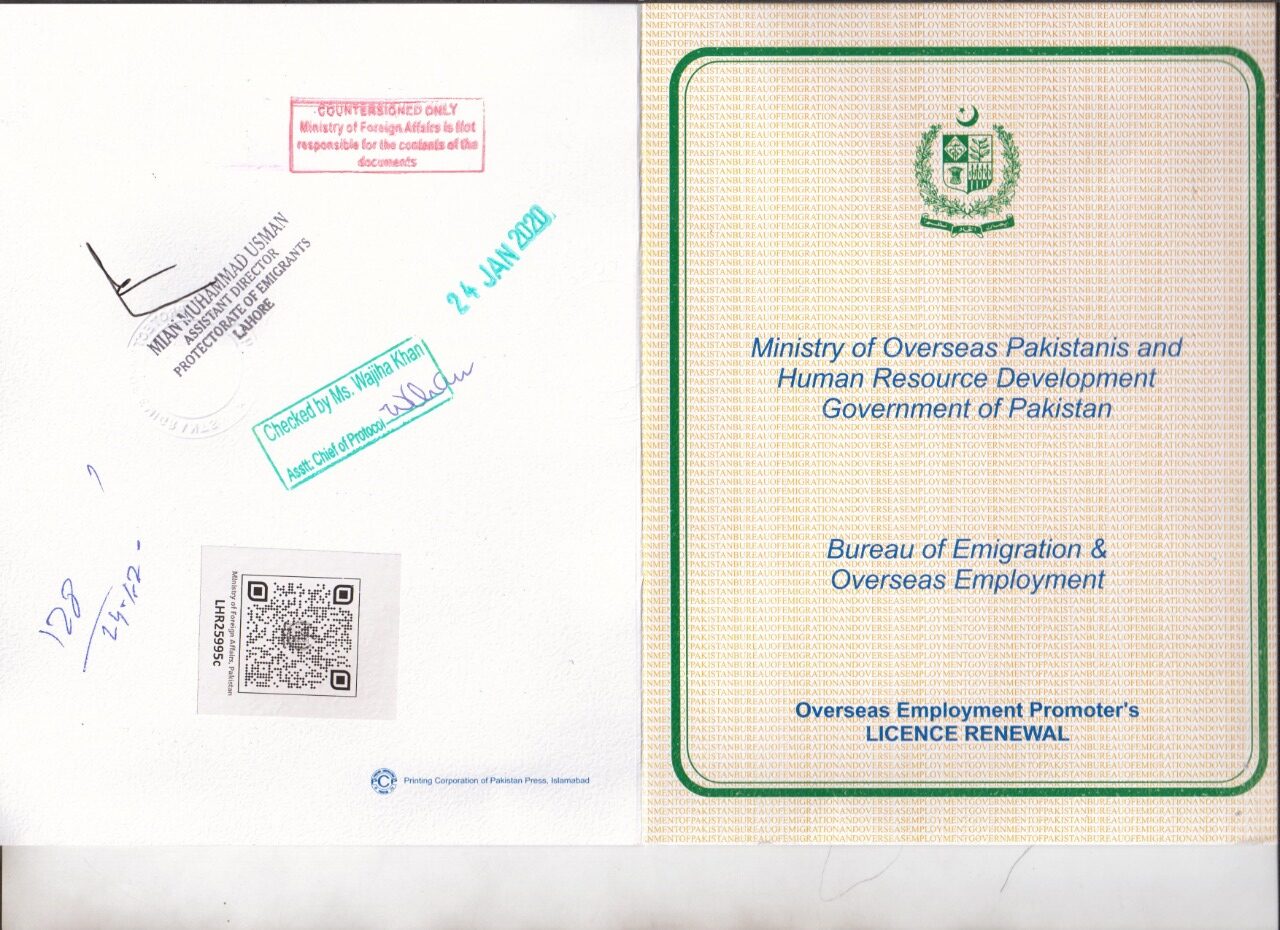 COUNTERSIGNED ONLY
Ministry of Foreign Affairs is Not
responsible for the contents of the
documents
MIAN MUHAMMAD USMAN
ASSISTANT DIRECTOR
PROTECTORATE OF EMIGRANTS
LAHORE
24 JAN 2020
Checked by Ms. Wajiha Khan
Asstt: Chief of Protocol
128
Ministry of Foreign Affairs, Pakistan
LHR25995c
Printing Corporation of Pakistan Press, Islamabad
Ministry of Overseas Pakistanis and
Human Resource Development
Government of Pakistan
Bureau of Emigration &
Overseas Employment
Overseas Employment Promoter's
LICENCE RENEWAL